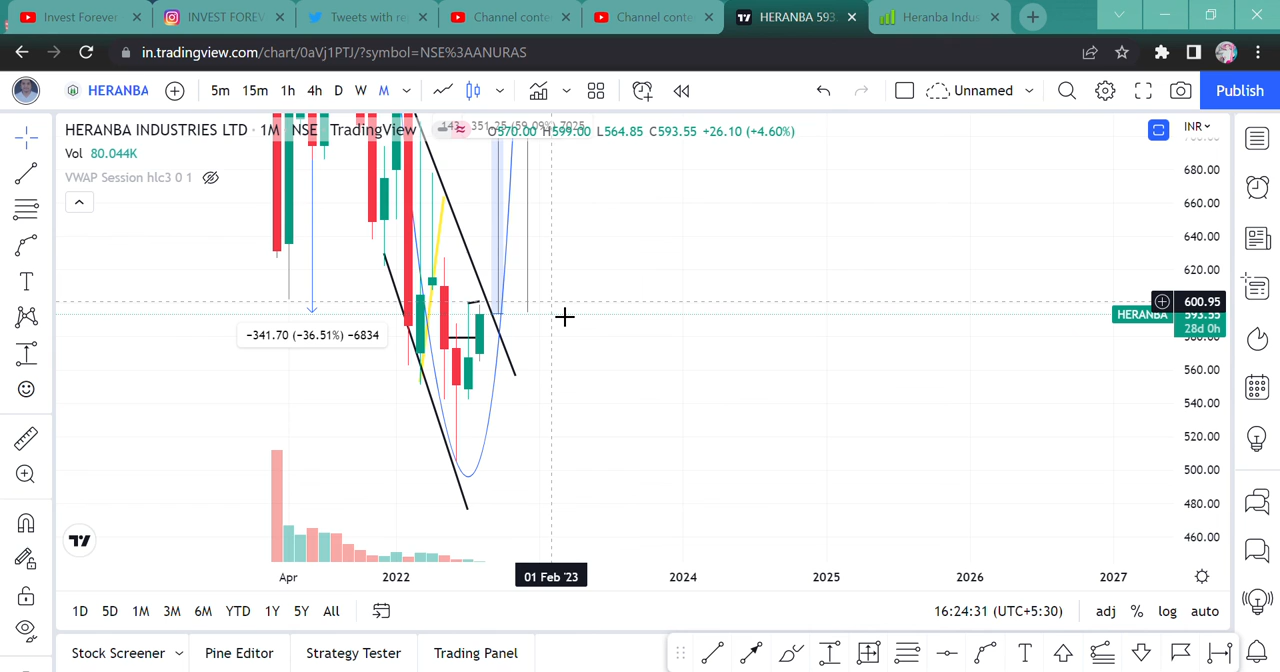 Invest Forever
INVEST FOREV
Tweets with re
Channel conte
Channel conte
HERANBA 593
Heranba Indus
in.tradingview.com/chart/0aVj1PTJ/?symbol=NSE%3AANURAS
HERANBA
5m 15m 1h 4h D W M
Unnamed
Publish
HERANBA INDUSTRIES LTD · 1M NSE TradingView
O570.00 H599.00 L564.85 C593.55 +26.10 (+4.60%)
351.25 (59.09%) 7025
INR
Vol 80.044K
VWAP Session hlc3 0 1
680.00
660.00
640.00
620.00
600.95
HERANBA 593.55
28d 0h
−341.70 (−36.51%) −6834
560.00
540.00
520.00
500.00
480.00
460.00
Apr 2022 01 Feb '23 2024 2025 2026 2027
1D 5D 1M 3M 6M YTD 1Y 5Y All
16:24:31 (UTC+5:30) adj % log auto
Stock Screener Pine Editor Strategy Tester Trading Panel